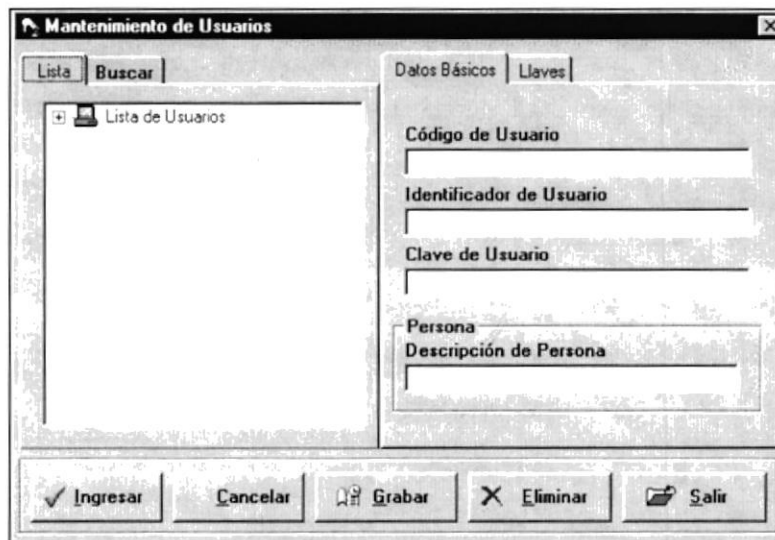 Mantenimiento de Usuarios
Lista Buscar
Datos Básicos Llaves
Lista de Usuarios
Código de Usuario
Identificador de Usuario
Clave de Usuario
Persona
Descripción de Persona
Ingresar Cancelar Grabar Eliminar Salir